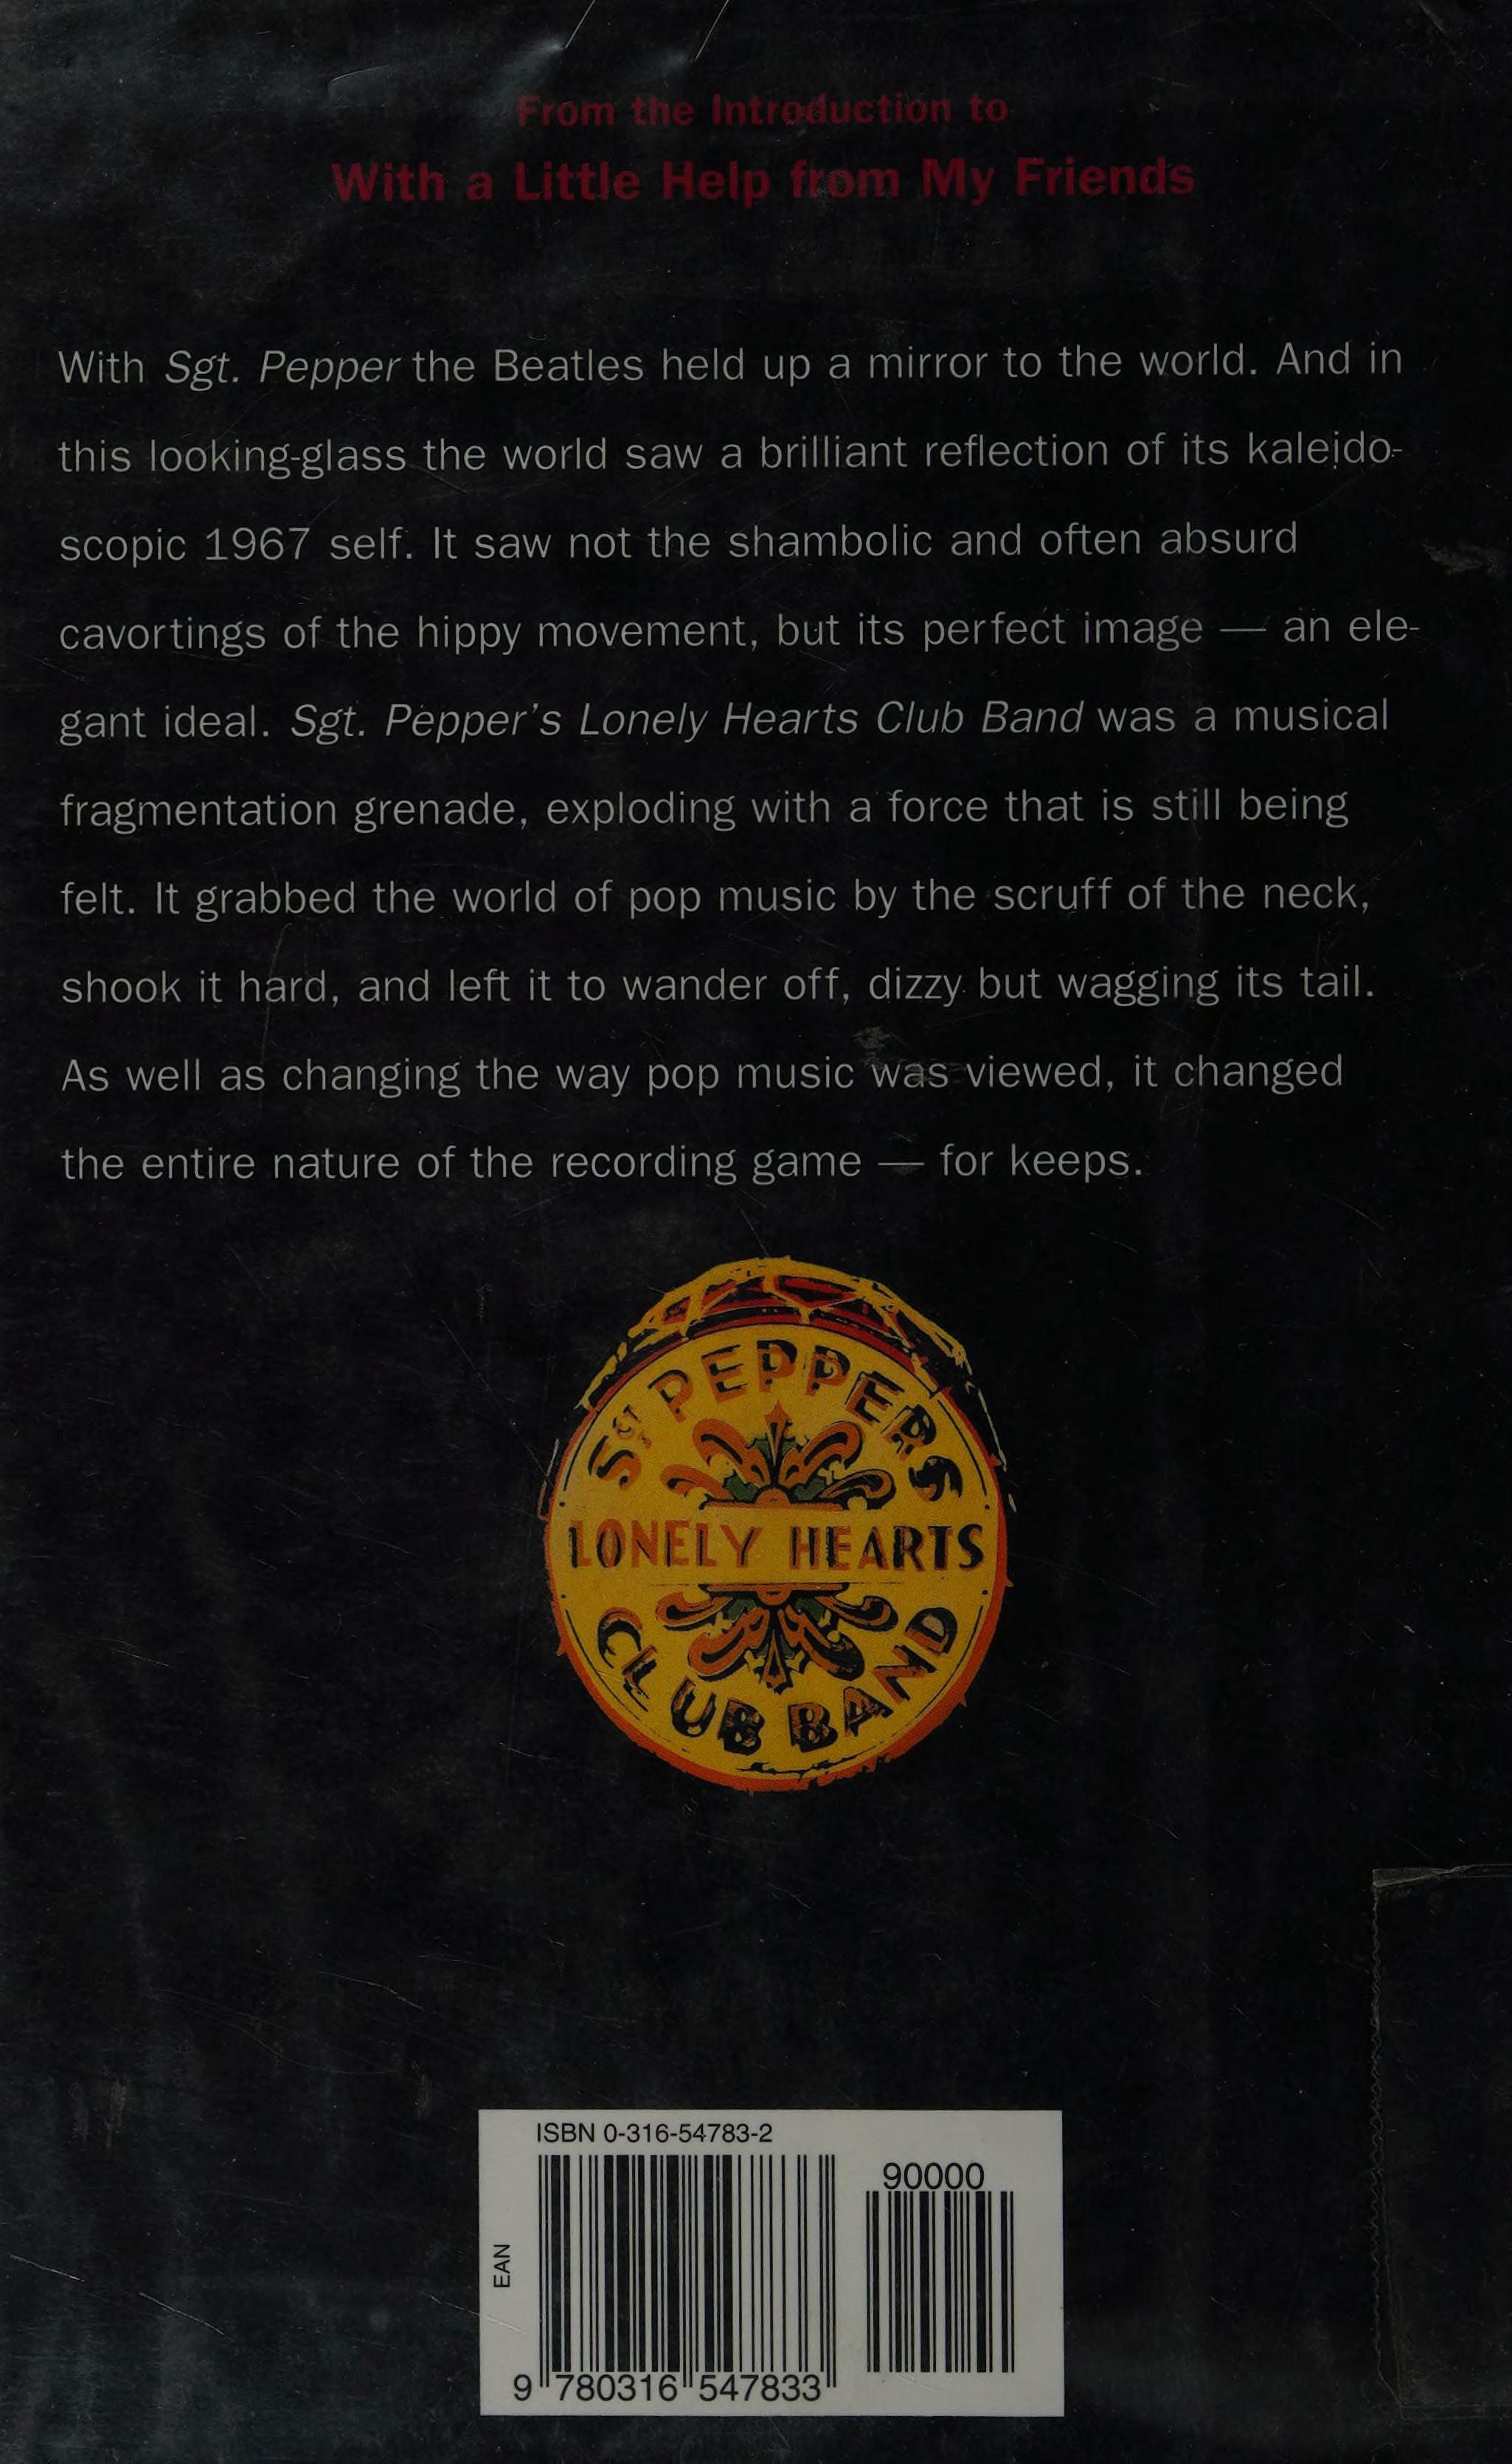 From the Introduction to
With a Little Help from My Friends
With Sgt. Pepper the Beatles held up a mirror to the world. And in
this looking-glass the world saw a brilliant reflection of its kaleido-
scopic 1967 self. It saw not the shambolic and often absurd
cavortings of the hippy movement, but its perfect image — an ele-
gant ideal. Sgt. Pepper's Lonely Hearts Club Band was a musical
fragmentation grenade, exploding with a force that is still being
felt. It grabbed the world of pop music by the scruff of the neck,
shook it hard, and left it to wander off, dizzy but wagging its tail.
As well as changing the way pop music was viewed, it changed
the entire nature of the recording game — for keeps.
SGT PEPPERS
LONELY HEARTS
CLUB BAND
ISBN 0-316-54783-2
90000
EAN
9 780316 547833